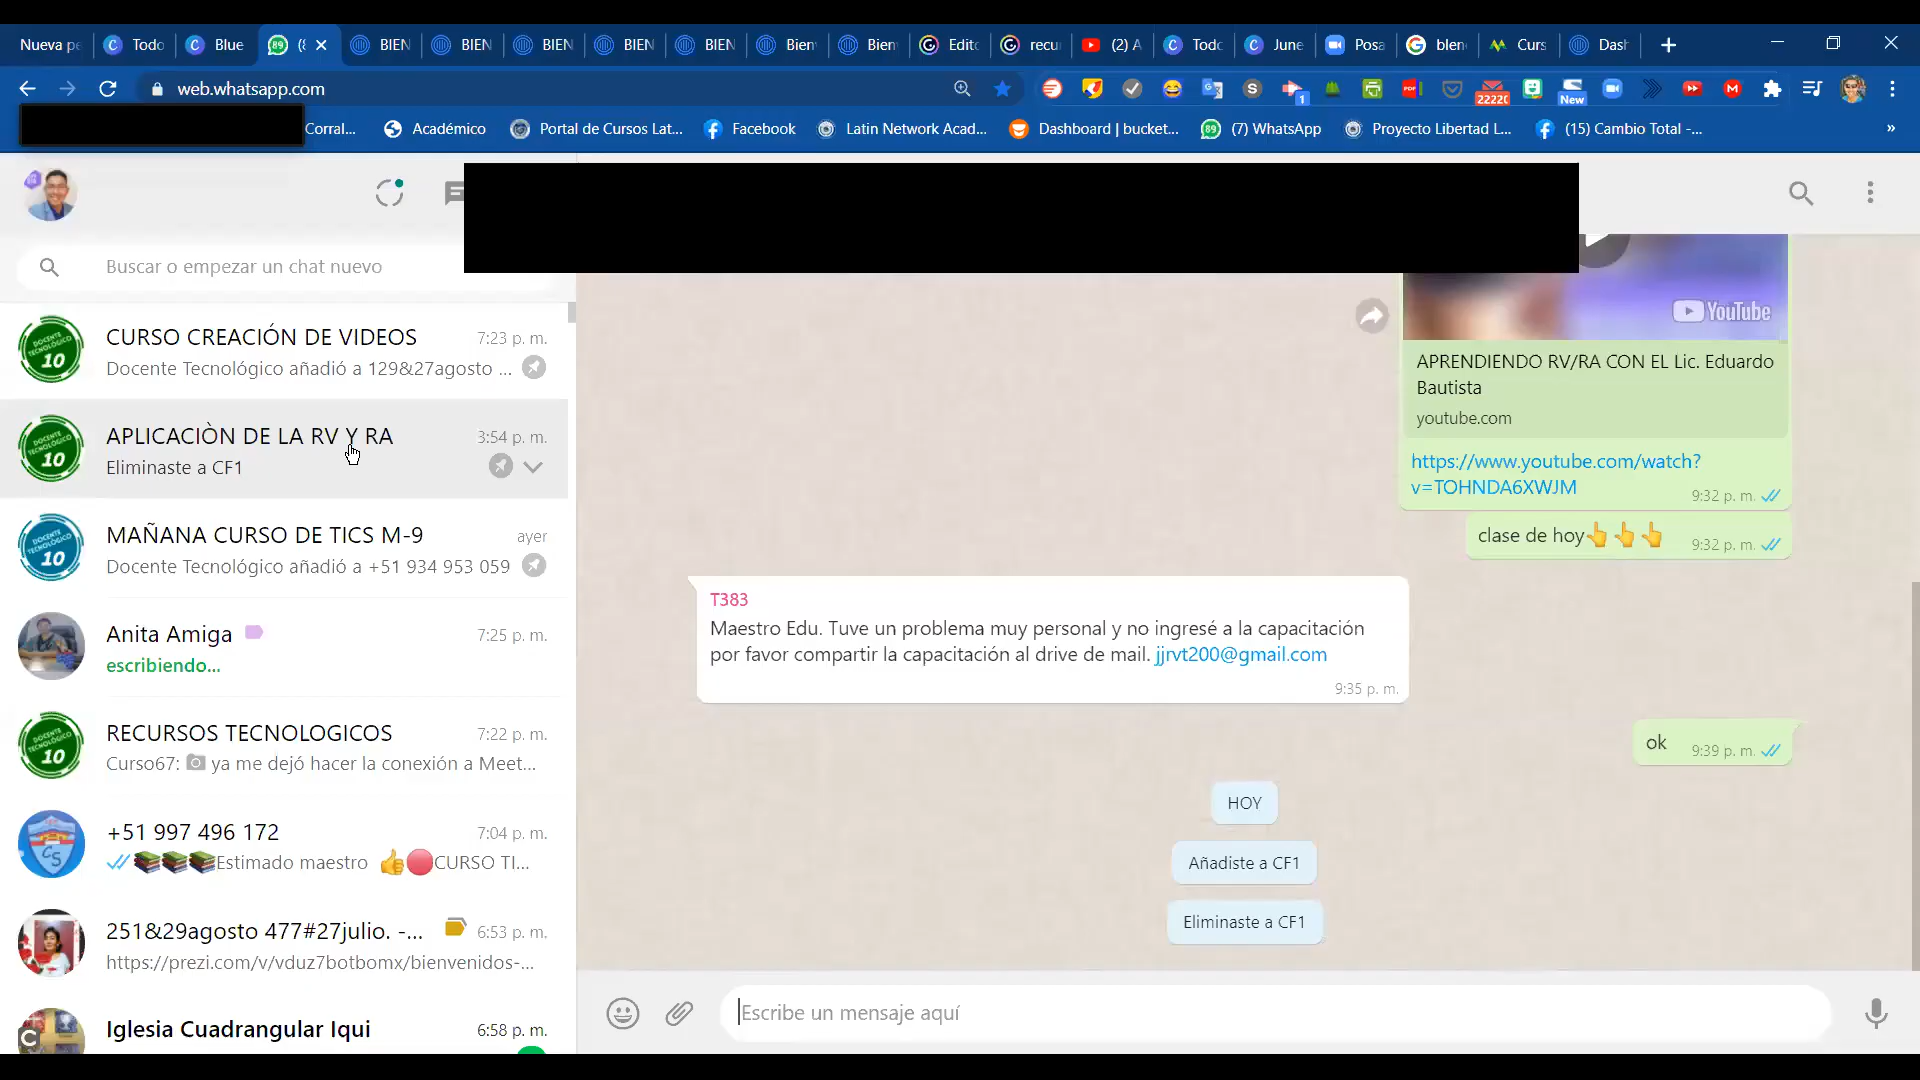 Nueva pe
Todo
Blue
(8
BIEN
BIEN
BIEN
BIEN
BIEN
Bien
Bien
Edito
recu
(2) A
Todo
June
Posa
blen
Curs
Dash
web.whatsapp.com
22220
1
New
Corral...
Académico
Portal de Cursos Lat...
Facebook
Latin Network Acad...
Dashboard | bucket...
(7) WhatsApp
Proyecto Libertad L...
(15) Cambio Total -...
»
Buscar o empezar un chat nuevo
CURSO CREACIÓN DE VIDEOS 7:23 p. m.
Docente Tecnológico añadió a 129&27agosto ...
APLICACIÒN DE LA RV Y RA 3:54 p. m.
Eliminaste a CF1
MAÑANA CURSO DE TICS M-9 ayer
Docente Tecnológico añadió a +51 934 953 059
Anita Amiga 7:25 p. m.
escribiendo...
RECURSOS TECNOLOGICOS 7:22 p. m.
Curso67: 📷 ya me dejó hacer la conexión a Meet...
+51 997 496 172 7:04 p. m.
📚📚📚Estimado maestro 👍🔴CURSO TI...
251&29agosto 477#27julio. -... 6:53 p. m.
https://prezi.com/v/vduz7botbomx/bienvenidos-...
Iglesia Cuadrangular Iqui 6:58 p. m.
YouTube
APRENDIENDO RV/RA CON EL Lic. Eduardo
Bautista
youtube.com
https://www.youtube.com/watch?
v=TOHNDA6XWJM 9:32 p. m.
clase de hoy👆👆👆 9:32 p. m.
T383
Maestro Edu. Tuve un problema muy personal y no ingresé a la capacitación
por favor compartir la capacitación al drive de mail. jjrvt200@gmail.com
9:35 p. m.
ok 9:39 p. m.
HOY
Añadiste a CF1
Eliminaste a CF1
Escribe un mensaje aquí